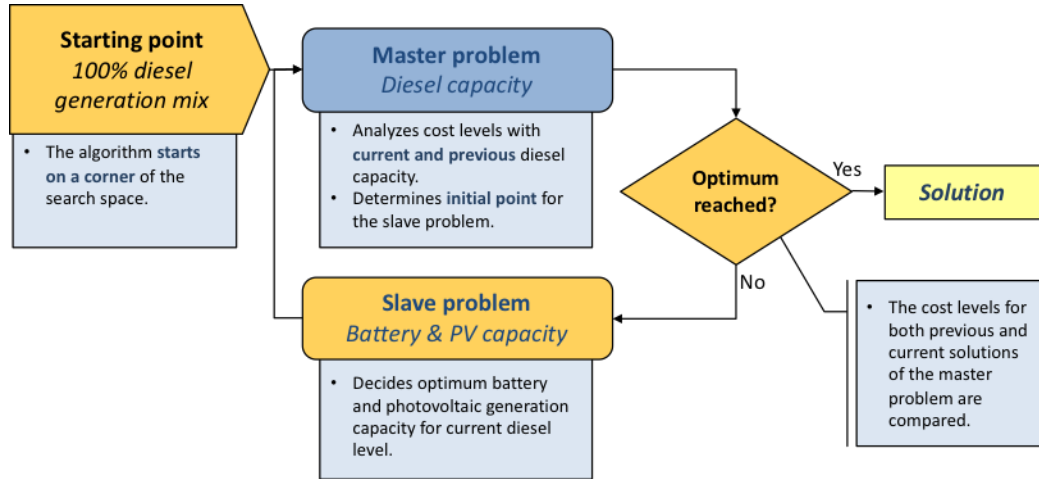 Starting point
100% diesel
generation mix
• The algorithm starts
on a corner of the
search space.
Master problem
Diesel capacity
• Analyzes cost levels with
current and previous diesel
capacity.
• Determines initial point for
the slave problem.
Optimum
reached?
Yes
Solution
No
Slave problem
Battery & PV capacity
• Decides optimum battery
and photovoltaic generation
capacity for current diesel
level.
• The cost levels for
both previous and
current solutions
of the master
problem are
compared.